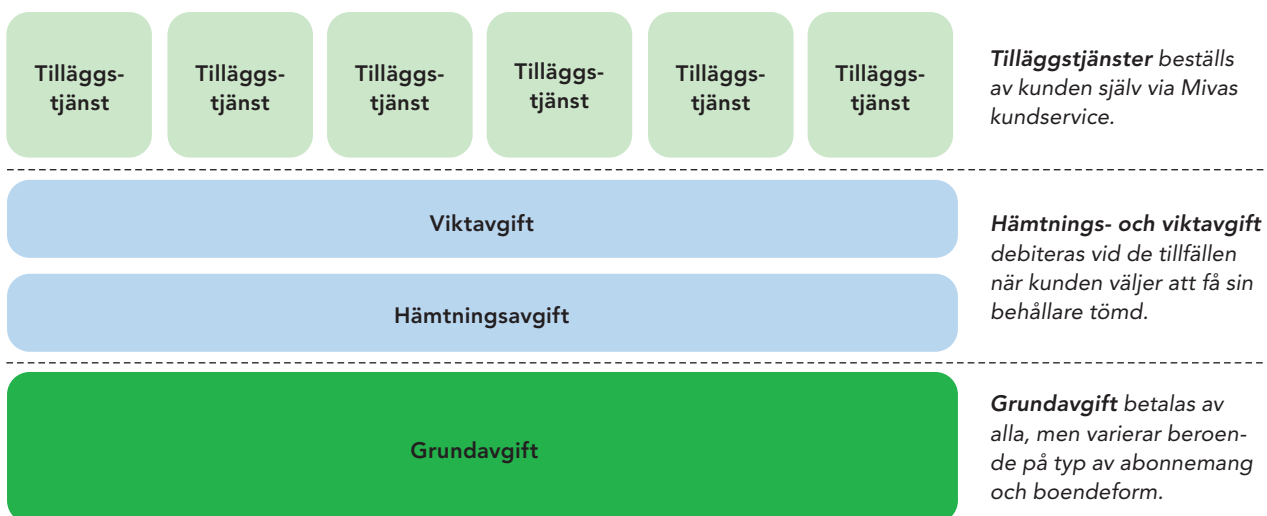 Tilläggs-
tjänst
Tilläggs-
tjänst
Tilläggs-
tjänst
Tilläggs-
tjänst
Tilläggs-
tjänst
Tilläggs-
tjänst
Tilläggstjänster beställs
av kunden själv via Mivas
kundservice.
Viktavgift
Hämtningsavgift
Hämtnings- och viktavgift
debiteras vid de tillfällen
när kunden väljer att få sin
behållare tömd.
Grundavgift
Grundavgift betalas av
alla, men varierar beroen-
de på typ av abonnemang
och boendeform.